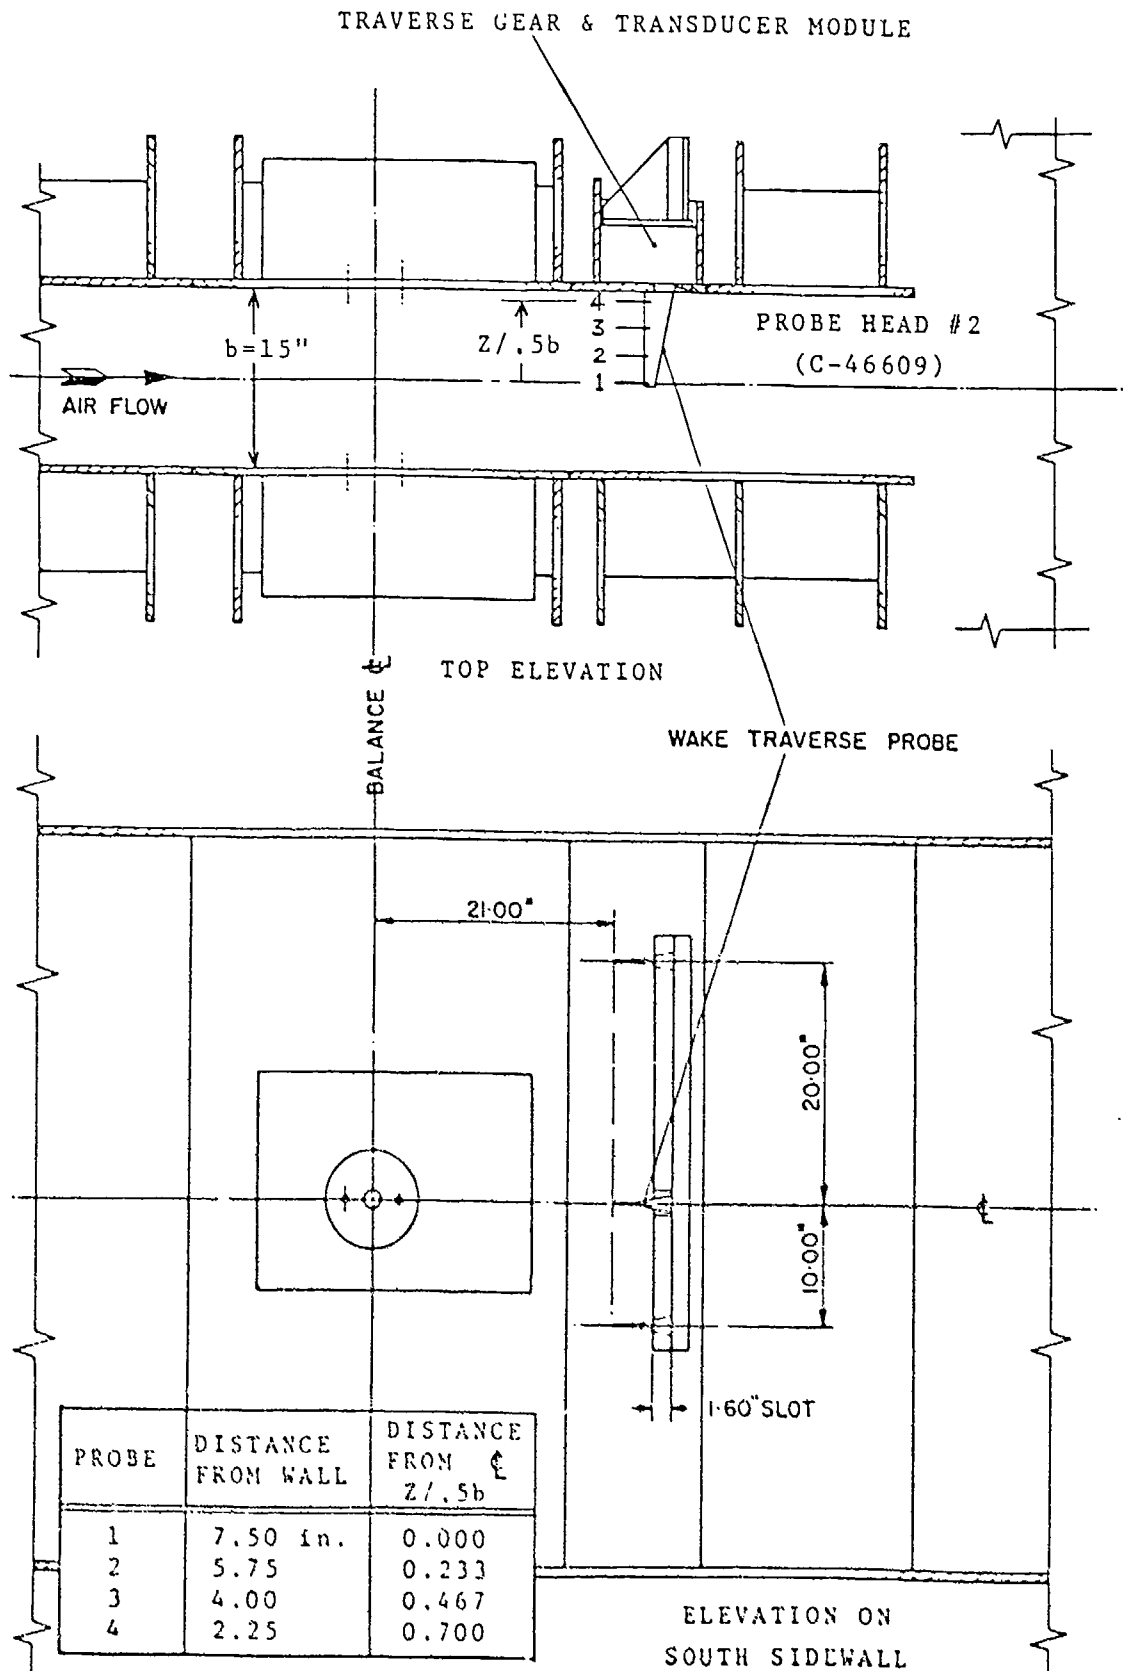 TRAVERSE GEAR & TRANSDUCER MODULE
4
3
2
1
Z/.5b
b=15"
PROBE HEAD #2
(C-46609)
AIR FLOW
TOP ELEVATION
BALANCE ℄
WAKE TRAVERSE PROBE
21·00"
20·00"
10·00"
℄
1·60" SLOT
PROBE
DISTANCE
FROM WALL
DISTANCE
FROM ℄
Z/.5b
1 7.50 in. 0.000
2 5.75 0.233
3 4.00 0.467
4 2.25 0.700
ELEVATION ON
SOUTH SIDEWALL